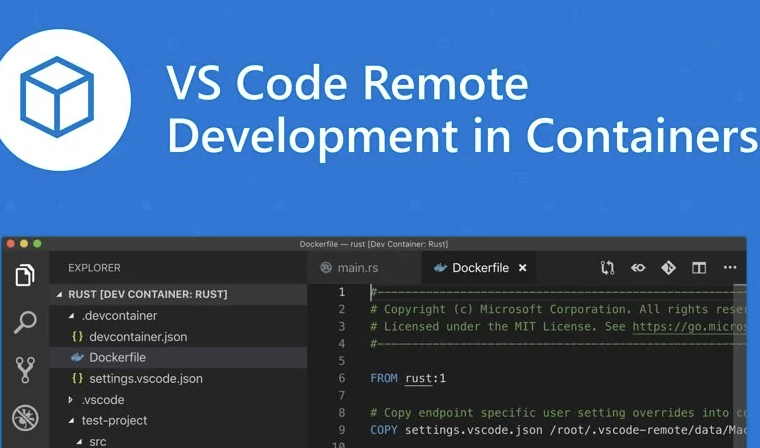 VS Code Remote
Development in Containers
Dockerfile — rust [Dev Container: Rust]
EXPLORER
main.rs
Dockerfile
RUST [DEV CONTAINER: RUST]
.devcontainer
{} devcontainer.json
Dockerfile
{} settings.vscode.json
.vscode
test-project
src
1 #------------------------------------------------
2 # Copyright (c) Microsoft Corporation. All rights rese
3 # Licensed under the MIT License. See https://go.micros
4 #------------------------------------------------
5
6 FROM rust:1
7
8 # Copy endpoint specific user setting overrides into co
9 COPY settings.vscode.json /root/.vscode-remote/data/Mac
10